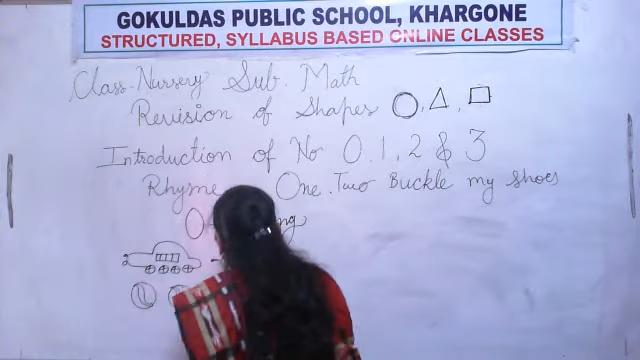 GOKULDAS PUBLIC SCHOOL, KHARGONE
STRUCTURED, SYLLABUS BASED ONLINE CLASSES
Class-Nursery Sub. Math
Revision of Shapes
Introduction of No 0, 1, 2 & 3
Rhyme One, Two Buckle my shoes